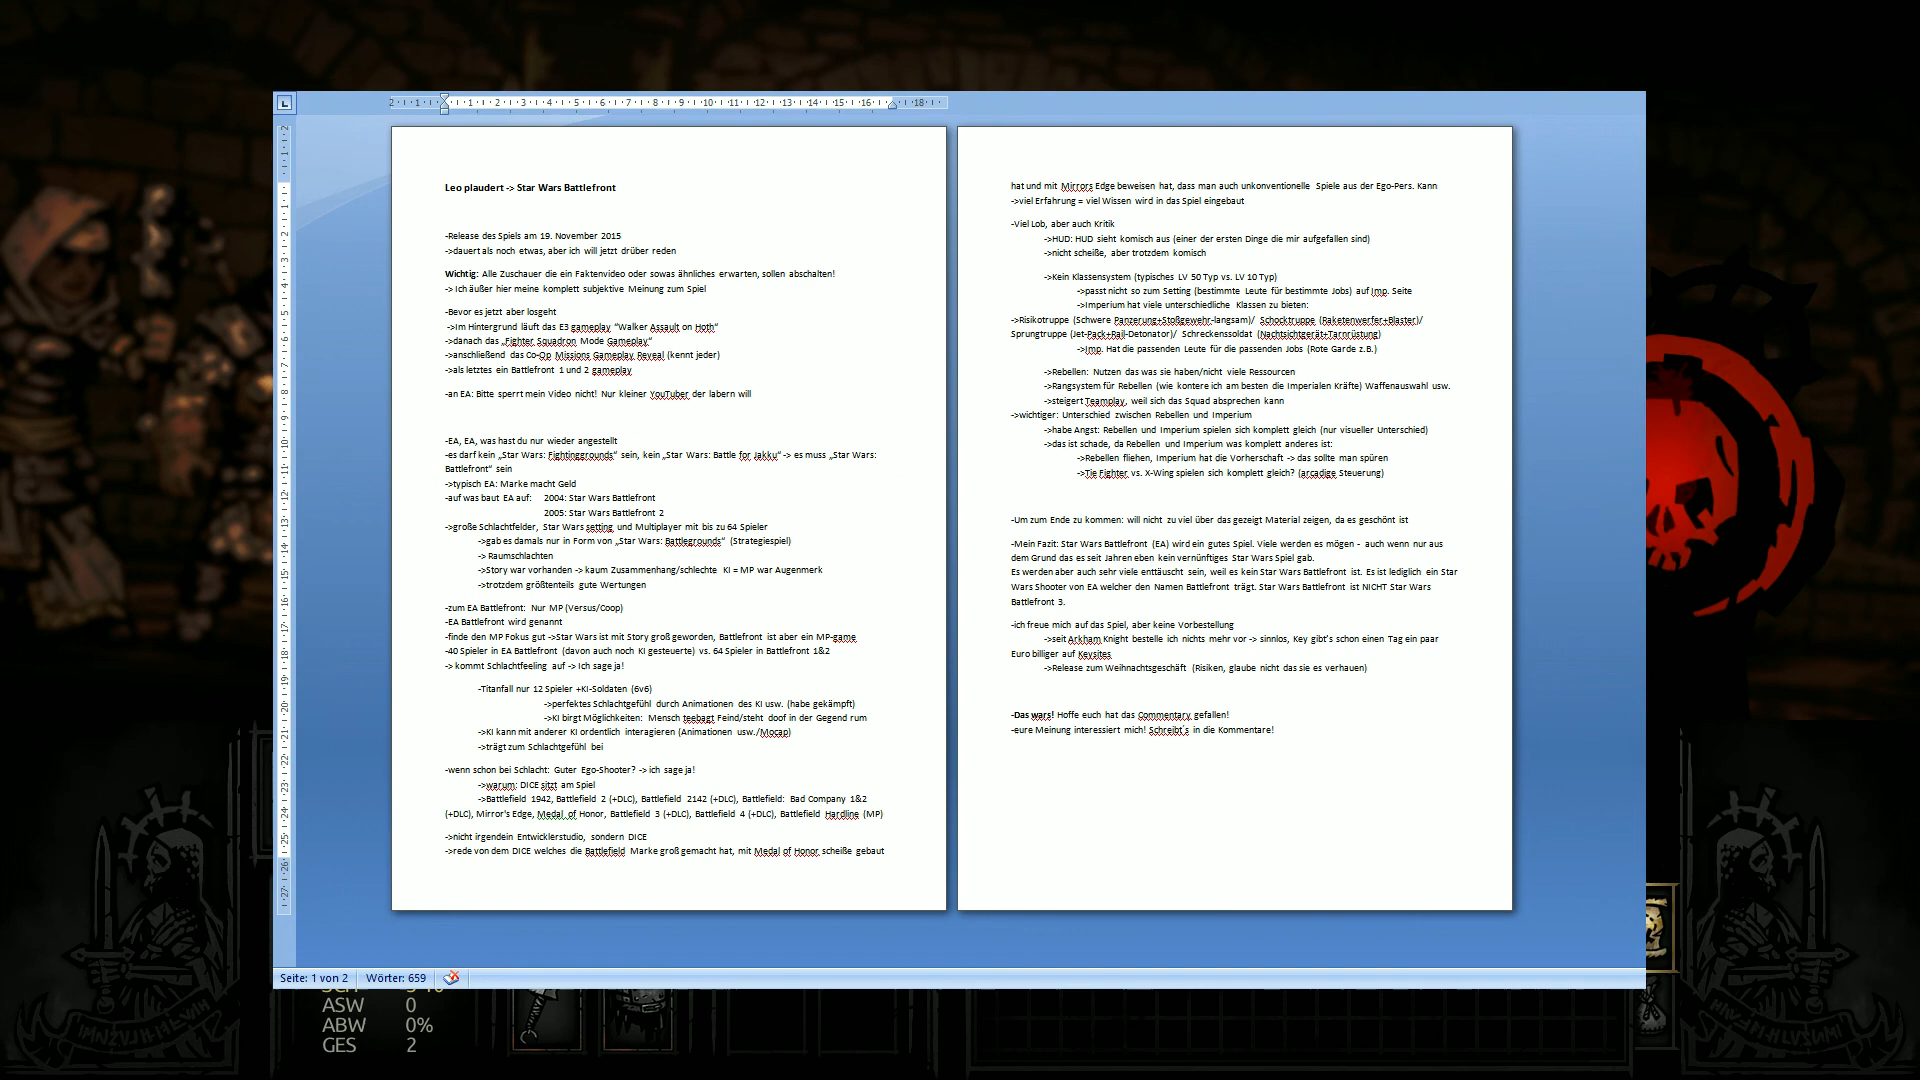 Leo plaudert -> Star Wars Battlefront
-Release des Spiels am 19. November 2015
->dauert als noch etwas, aber ich will jetzt drüber reden
Wichtig: Alle Zuschauer die ein Faktenvideo oder sowas ähnliches erwarten, sollen abschalten!
-> Ich äußer hier meine komplett subjektive Meinung zum Spiel
-Bevor es jetzt aber losgeht
->Im Hintergrund läuft das E3 gameplay "Walker Assault on Hoth"
->danach das „Fighter Squadron Mode Gameplay"
->anschließend das Co-Op Missions Gameplay Reveal (kennt jeder)
->als letztes ein Battlefront 1 und 2 gameplay
-an EA: Bitte sperrt mein Video nicht! Nur kleiner YouTuber der labern will
-EA, EA, was hast du nur wieder angestellt
-es darf kein „Star Wars: Fightinggrounds" sein, kein „Star Wars: Battle for Jakku" -> es muss „Star Wars:
Battlefront" sein
->typisch EA: Marke macht Geld
-auf was baut EA auf: 2004: Star Wars Battlefront
2005: Star Wars Battlefront 2
->große Schlachtfelder, Star Wars setting und Multiplayer mit bis zu 64 Spieler
->gab es damals nur in Form von „Star Wars: Battlegrounds" (Strategiespiel)
-> Raumschlachten
->Story war vorhanden -> kaum Zusammenhang/schlechte KI = MP war Augenmerk
->trotzdem größtenteils gute Wertungen
-zum EA Battlefront: Nur MP (Versus/Coop)
-EA Battlefront wird genannt
-finde den MP Fokus gut ->Star Wars ist mit Story groß geworden, Battlefront ist aber ein MP-game
-40 Spieler in EA Battlefront (davon auch noch KI gesteuerte) vs. 64 Spieler in Battlefront 1&2
-> kommt Schlachtfeeling auf -> Ich sage ja!
-Titanfall nur 12 Spieler +KI-Soldaten (6v6)
->perfektes Schlachtgefühl durch Animationen des KI usw. (habe gekämpft)
->KI birgt Möglichkeiten: Mensch teebagt Feind/steht doof in der Gegend rum
->KI kann mit anderer KI ordentlich interagieren (Animationen usw./Mocap)
->trägt zum Schlachtgefühl bei
-wenn schon bei Schlacht: Guter Ego-Shooter? -> ich sage ja!
->warum: DICE sitzt am Spiel
->Battlefield 1942, Battlefield 2 (+DLC), Battlefield 2142 (+DLC), Battlefield: Bad Company 1&2
(+DLC), Mirror's Edge, Medal of Honor, Battlefield 3 (+DLC), Battlefield 4 (+DLC), Battlefield Hardline (MP)
->nicht irgendein Entwicklerstudio, sondern DICE
->rede von dem DICE welches die Battlefield Marke groß gemacht hat, mit Medal of Honor scheiße gebaut
hat und mit Mirrors Edge beweisen hat, dass man auch unkonventionelle Spiele aus der Ego-Pers. Kann
->viel Erfahrung = viel Wissen wird in das Spiel eingebaut
-Viel Lob, aber auch Kritik
->HUD: HUD sieht komisch aus (einer der ersten Dinge die mir aufgefallen sind)
->nicht scheiße, aber trotzdem komisch
->Kein Klassensystem (typisches LV 50 Typ vs. LV 10 Typ)
->passt nicht so zum Setting (bestimmte Leute für bestimmte Jobs) auf Imp. Seite
->Imperium hat viele unterschiedliche Klassen zu bieten:
->Risikotruppe (Schwere Panzerung+Stoßgewehr-langsam)/ Schocktruppe (Raketenwerfer+Blaster)/
Sprungtruppe (Jet-Pack+Rail-Detonator)/ Schreckenssoldat (Nachtsichtgerät+Tarnrüstung)
->Imp. Hat die passenden Leute für die passenden Jobs (Rote Garde z.B.)
->Rebellen: Nutzen das was sie haben/nicht viele Ressourcen
->Rangsystem für Rebellen (wie kontere ich am besten die Imperialen Kräfte) Waffenauswahl usw.
->steigert Teamplay, weil sich das Squad absprechen kann
->wichtiger: Unterschied zwischen Rebellen und Imperium
->habe Angst: Rebellen und Imperium spielen sich komplett gleich (nur visueller Unterschied)
->das ist schade, da Rebellen und Imperium was komplett anderes ist:
->Rebellen fliehen, Imperium hat die Vorherschaft -> das sollte man spüren
->Tie Fighter vs. X-Wing spielen sich komplett gleich? (arcadige Steuerung)
-Um zum Ende zu kommen: will nicht zu viel über das gezeigt Material zeigen, da es geschönt ist
-Mein Fazit: Star Wars Battlefront (EA) wird ein gutes Spiel. Viele werden es mögen - auch wenn nur aus
dem Grund das es seit Jahren eben kein vernünftiges Star Wars Spiel gab.
Es werden aber auch sehr viele enttäuscht sein, weil es kein Star Wars Battlefront ist. Es ist lediglich ein Star
Wars Shooter von EA welcher den Namen Battlefront trägt. Star Wars Battlefront ist NICHT Star Wars
Battlefront 3.
-ich freue mich auf das Spiel, aber keine Vorbestellung
->seit Arkham Knight bestelle ich nichts mehr vor -> sinnlos, Key gibt's schon einen Tag ein paar
Euro billiger auf Keysites
->Release zum Weihnachtsgeschäft (Risiken, glaube nicht das sie es verhauen)
-Das wars! Hoffe euch hat das Commentary gefallen!
-eure Meinung interessiert mich! Schreibt's in die Kommentare!
Seite: 1 von 2 Wörter: 659
ASW 0
ABW 0%
GES 2